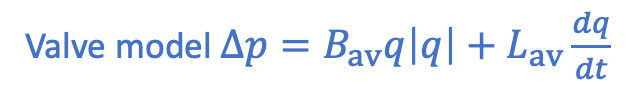 Valve model Δp = B_av q|q| + L_av dq/dt